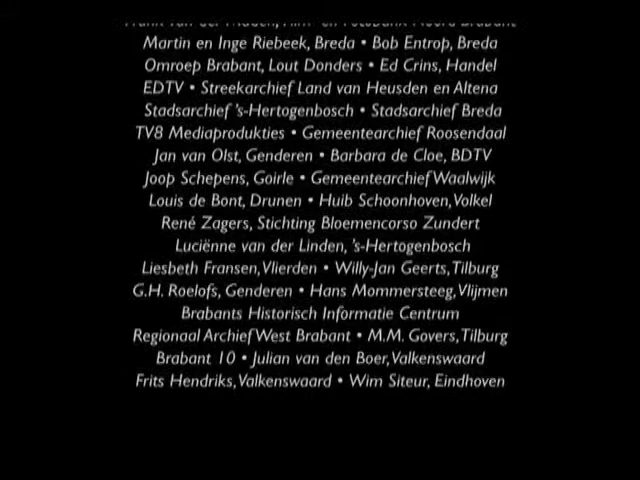 Martin en Inge Riebeek, Breda • Bob Entrop, Breda
Omroep Brabant, Lout Donders • Ed Crins, Handel
EDTV • Streekarchief Land van Heusden en Altena
Stadsarchief 's-Hertogenbosch • Stadsarchief Breda
TV8 Mediaprodukties • Gemeentearchief Roosendaal
Jan van Olst, Genderen • Barbara de Cloe, BDTV
Joop Schepens, Goirle • Gemeentearchief Waalwijk
Louis de Bont, Drunen • Huib Schoonhoven, Volkel
René Zagers, Stichting Bloemencorso Zundert
Luciënne van der Linden, 's-Hertogenbosch
Liesbeth Fransen, Vlierden • Willy-Jan Geerts, Tilburg
G.H. Roelofs, Genderen • Hans Mommersteeg, Vlijmen
Brabants Historisch Informatie Centrum
Regionaal Archief West Brabant • M.M. Govers, Tilburg
Brabant 10 • Julian van den Boer, Valkenswaard
Frits Hendriks, Valkenswaard • Wim Siteur, Eindhoven